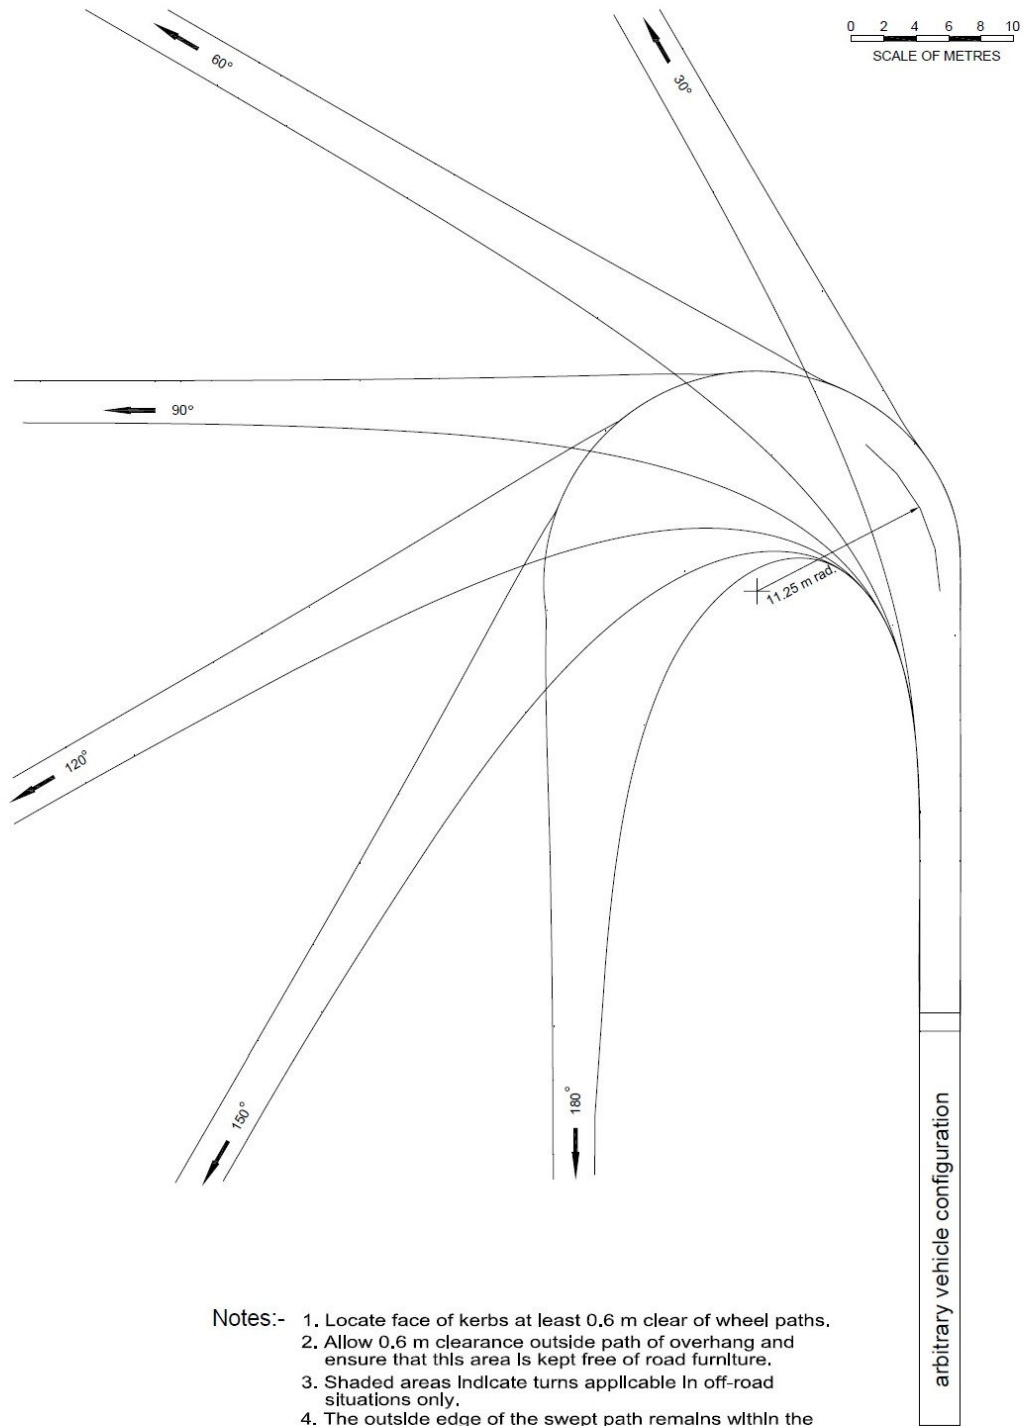 0 2 4 6 8 10
SCALE OF METRES
60°
30°
90°
11.25 m rad.
120°
150°
180°
arbitrary vehicle configuration
Notes:- 1. Locate face of kerbs at least 0.6 m clear of wheel paths.
2. Allow 0.6 m clearance outside path of overhang and
ensure that this area is kept free of road furniture.
3. Shaded areas indicate turns applicable in off-road
situations only.
4. The outside edge of the swept path remains within the